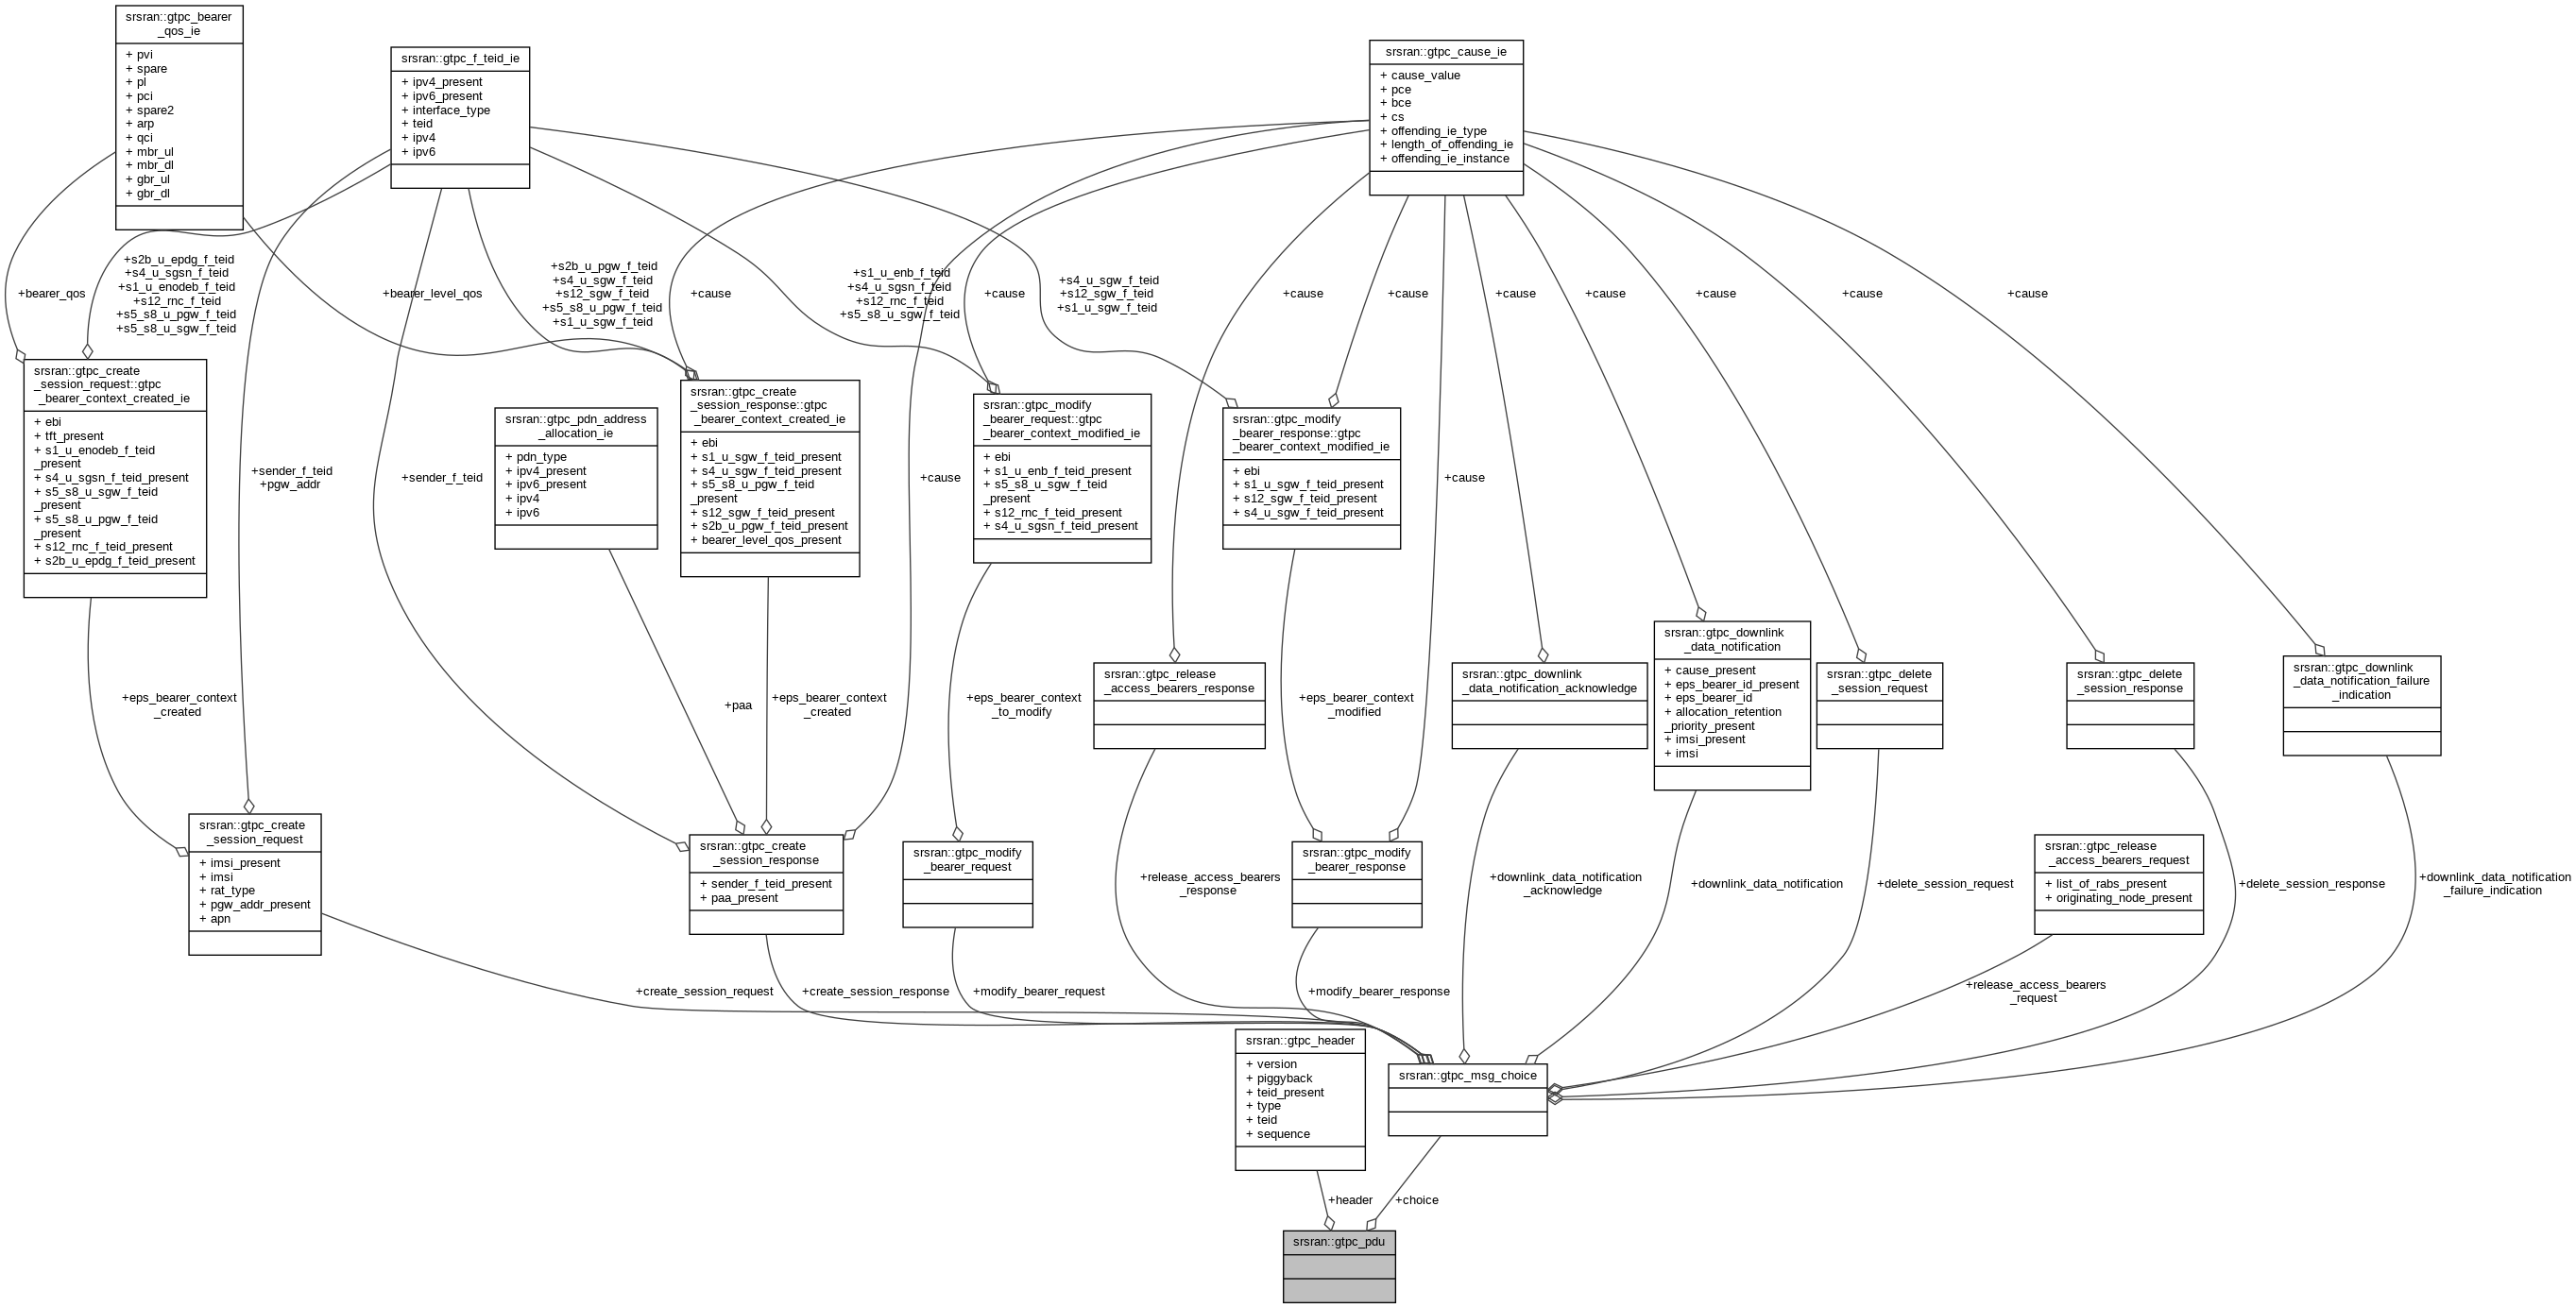 srsran::gtpc_bearer
_qos_ie
+ pvi
+ spare
+ pl
+ pci
+ spare2
+ arp
+ qci
+ mbr_ul
+ mbr_dl
+ gbr_ul
+ gbr_dl
srsran::gtpc_f_teid_ie
+ ipv4_present
+ ipv6_present
+ interface_type
+ teid
+ ipv4
+ ipv6
srsran::gtpc_cause_ie
+ cause_value
+ pce
+ bce
+ cs
+ offending_ie_type
+ length_of_offending_ie
+ offending_ie_instance
+bearer_qos
+s2b_u_epdg_f_teid
+s4_u_sgsn_f_teid
+s1_u_enodeb_f_teid
+s12_rnc_f_teid
+s5_s8_u_pgw_f_teid
+s5_s8_u_sgw_f_teid
+bearer_level_qos
+s2b_u_pgw_f_teid
+s4_u_sgw_f_teid
+s12_sgw_f_teid
+s5_s8_u_pgw_f_teid
+s1_u_sgw_f_teid
+cause
+s1_u_enb_f_teid
+s4_u_sgsn_f_teid
+s12_rnc_f_teid
+s5_s8_u_sgw_f_teid
+cause
+s4_u_sgw_f_teid
+s12_sgw_f_teid
+s1_u_sgw_f_teid
+cause
+cause
+cause
+cause
+cause
+cause
+cause
srsran::gtpc_create
_session_request::gtpc
_bearer_context_created_ie
+ ebi
+ tft_present
+ s1_u_enodeb_f_teid
_present
+ s4_u_sgsn_f_teid_present
+ s5_s8_u_sgw_f_teid
_present
+ s5_s8_u_pgw_f_teid
_present
+ s12_rnc_f_teid_present
+ s2b_u_epdg_f_teid_present
+sender_f_teid
+pgw_addr
+sender_f_teid
srsran::gtpc_pdn_address
_allocation_ie
+ pdn_type
+ ipv4_present
+ ipv6_present
+ ipv4
+ ipv6
srsran::gtpc_create
_session_response::gtpc
_bearer_context_created_ie
+ ebi
+ s1_u_sgw_f_teid_present
+ s4_u_sgw_f_teid_present
+ s5_s8_u_pgw_f_teid
_present
+ s12_sgw_f_teid_present
+ s2b_u_pgw_f_teid_present
+ bearer_level_qos_present
+cause
srsran::gtpc_modify
_bearer_request::gtpc
_bearer_context_modified_ie
+ ebi
+ s1_u_enb_f_teid_present
+ s5_s8_u_sgw_f_teid
_present
+ s12_rnc_f_teid_present
+ s4_u_sgsn_f_teid_present
srsran::gtpc_modify
_bearer_response::gtpc
_bearer_context_modified_ie
+ ebi
+ s1_u_sgw_f_teid_present
+ s12_sgw_f_teid_present
+ s4_u_sgw_f_teid_present
+cause
+eps_bearer_context
_created
+paa
+eps_bearer_context
_created
+eps_bearer_context
_to_modify
srsran::gtpc_release
_access_bearers_response
+eps_bearer_context
_modified
srsran::gtpc_downlink
_data_notification_acknowledge
srsran::gtpc_downlink
_data_notification
+ cause_present
+ eps_bearer_id_present
+ eps_bearer_id
+ allocation_retention
_priority_present
+ imsi_present
+ imsi
srsran::gtpc_delete
_session_request
srsran::gtpc_delete
_session_response
srsran::gtpc_downlink
_data_notification_failure
_indication
srsran::gtpc_create
_session_request
+ imsi_present
+ imsi
+ rat_type
+ pgw_addr_present
+ apn
srsran::gtpc_create
_session_response
+ sender_f_teid_present
+ paa_present
srsran::gtpc_modify
_bearer_request
+release_access_bearers
_response
srsran::gtpc_modify
_bearer_response
+downlink_data_notification
_acknowledge
+downlink_data_notification
+delete_session_request
srsran::gtpc_release
_access_bearers_request
+ list_of_rabs_present
+ originating_node_present
+delete_session_response
+downlink_data_notification
_failure_indication
+create_session_request
+create_session_response
+modify_bearer_request
+modify_bearer_response
+release_access_bearers
_request
srsran::gtpc_header
+ version
+ piggyback
+ teid_present
+ type
+ teid
+ sequence
srsran::gtpc_msg_choice
+header
+choice
srsran::gtpc_pdu